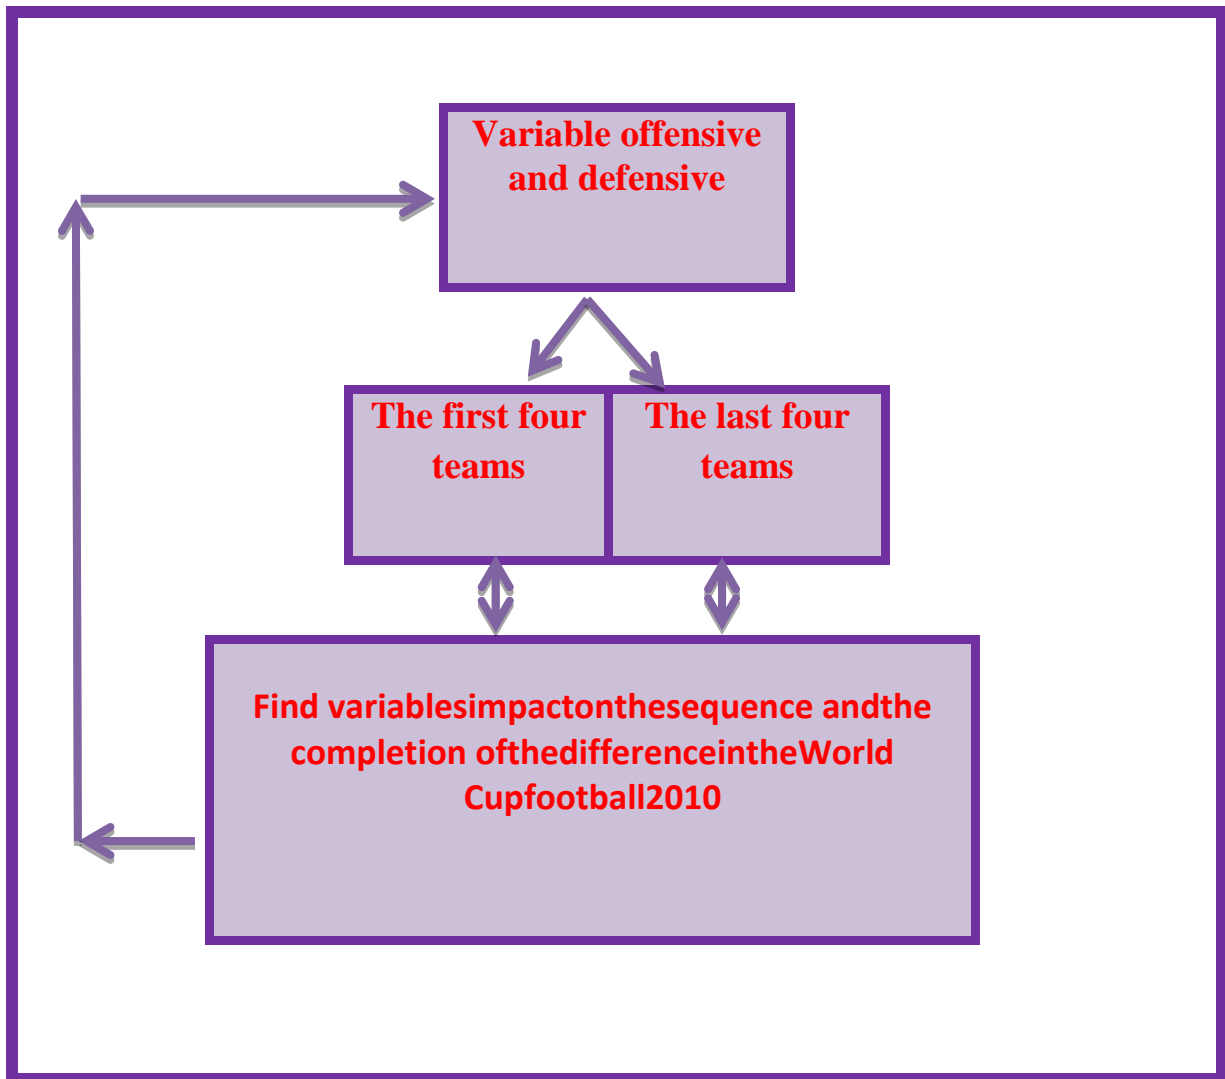 Variable offensive
and defensive
The first four
teams
The last four
teams
Find variablesimpactonthesequence andthe
completion ofthedifferenceintheWorld
Cupfootball2010